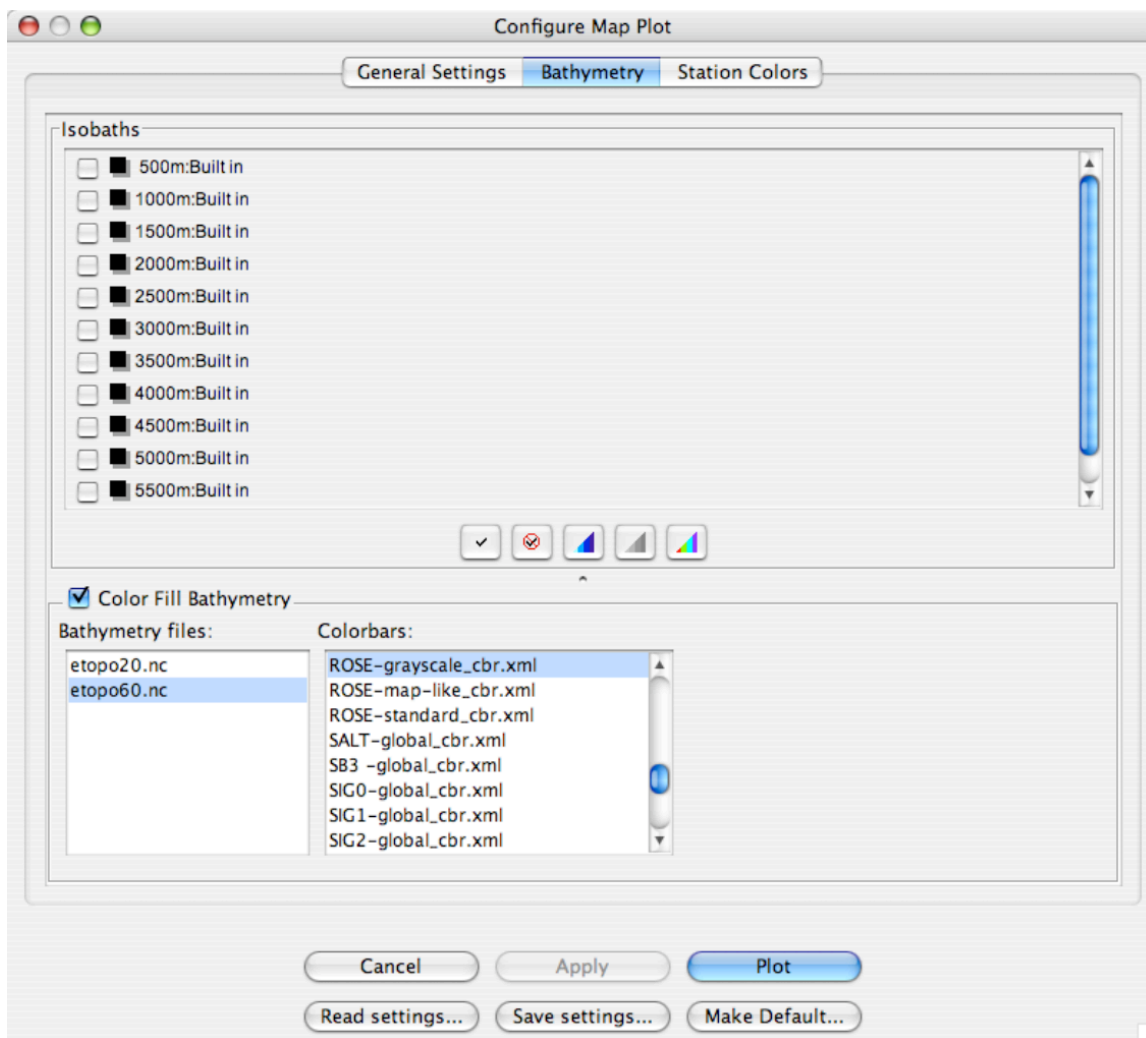 Configure Map Plot
General Settings Bathymetry Station Colors
Isobaths
500m:Built in
1000m:Built in
1500m:Built in
2000m:Built in
2500m:Built in
3000m:Built in
3500m:Built in
4000m:Built in
4500m:Built in
5000m:Built in
5500m:Built in
Color Fill Bathymetry
Bathymetry files:
etopo20.nc
etopo60.nc
Colorbars:
ROSE-grayscale_cbr.xml
ROSE-map-like_cbr.xml
ROSE-standard_cbr.xml
SALT-global_cbr.xml
SB3 -global_cbr.xml
SIG0-global_cbr.xml
SIG1-global_cbr.xml
SIG2-global_cbr.xml
Cancel Apply Plot
Read settings... Save settings... Make Default...